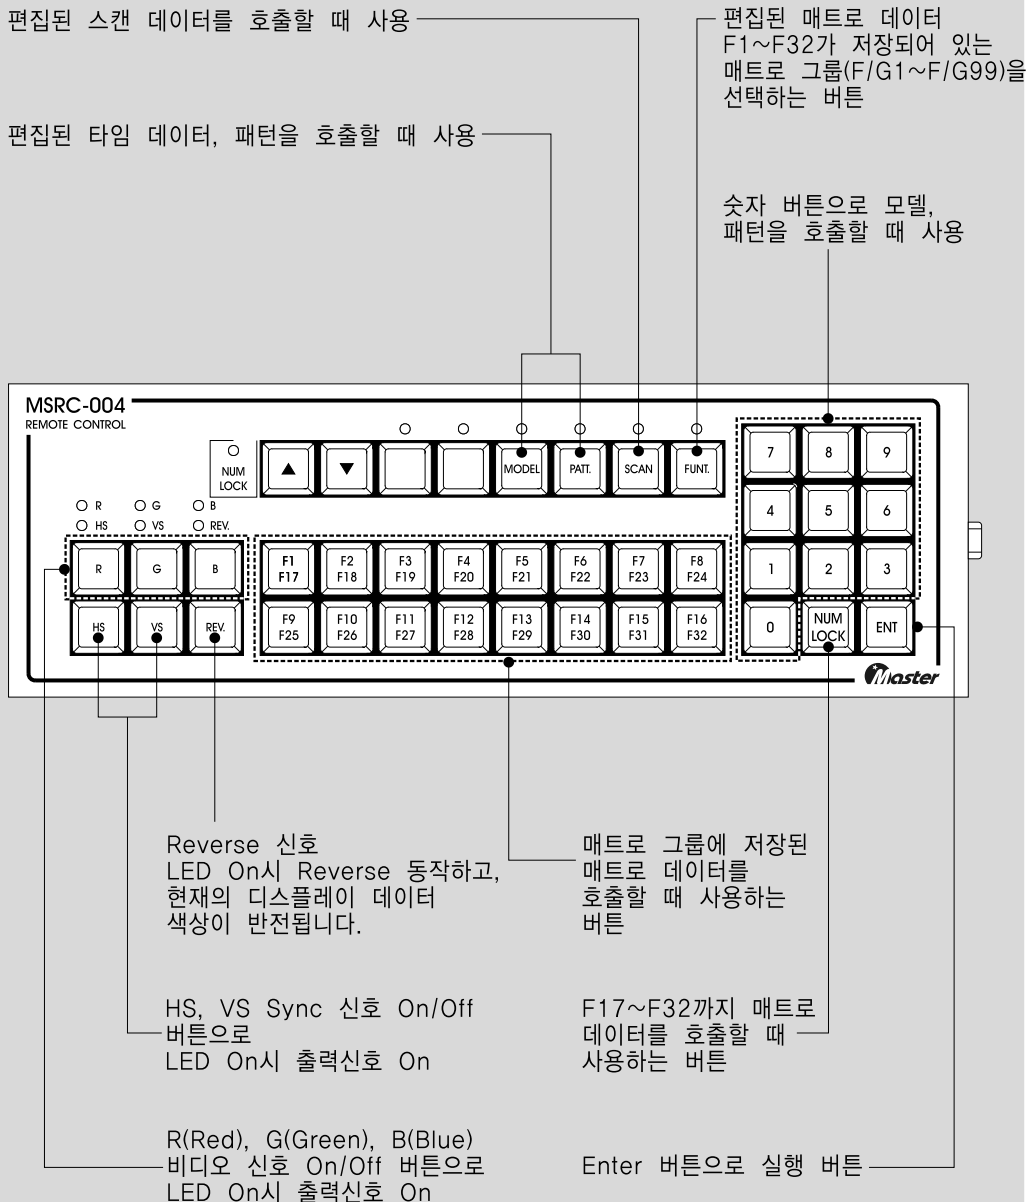 편집된 스캔 데이터를 호출할 때 사용
편집된 매트로 데이터
F1~F32가 저장되어 있는
매트로 그룹(F/G1~F/G99)을
선택하는 버튼
편집된 타임 데이터, 패턴을 호출할 때 사용
숫자 버튼으로 모델,
패턴을 호출할 때 사용
MSRC-004
REMOTE CONTROL
NUM
LOCK
▲ ▼ MODEL PATT. SCAN FUNT.
7 8 9
4 5 6
1 2 3
0 NUM LOCK ENT
R G B
HS VS REV.
R G B
HS VS REV.
F1 F2 F3 F4 F5 F6 F7 F8
F17 F18 F19 F20 F21 F22 F23 F24
F9 F10 F11 F12 F13 F14 F15 F16
F25 F26 F27 F28 F29 F30 F31 F32
Master
Reverse 신호
LED On시 Reverse 동작하고,
현재의 디스플레이 데이터
색상이 반전됩니다.
매트로 그룹에 저장된
매트로 데이터를
호출할 때 사용하는
버튼
HS, VS Sync 신호 On/Off
버튼으로
LED On시 출력신호 On
F17~F32까지 매트로
데이터를 호출할 때
사용하는 버튼
R(Red), G(Green), B(Blue)
비디오 신호 On/Off 버튼으로
LED On시 출력신호 On
Enter 버튼으로 실행 버튼